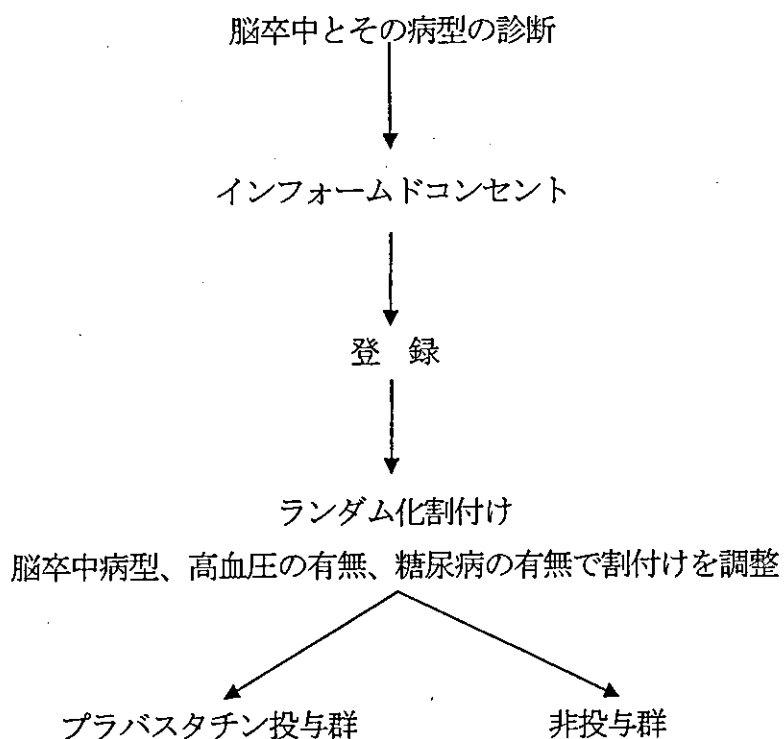 脳卒中とその病型の診断
インフォームドコンセント
登 録
ランダム化割付け
脳卒中病型、高血圧の有無、糖尿病の有無で割付けを調整
プラバスタチン投与群 非投与群